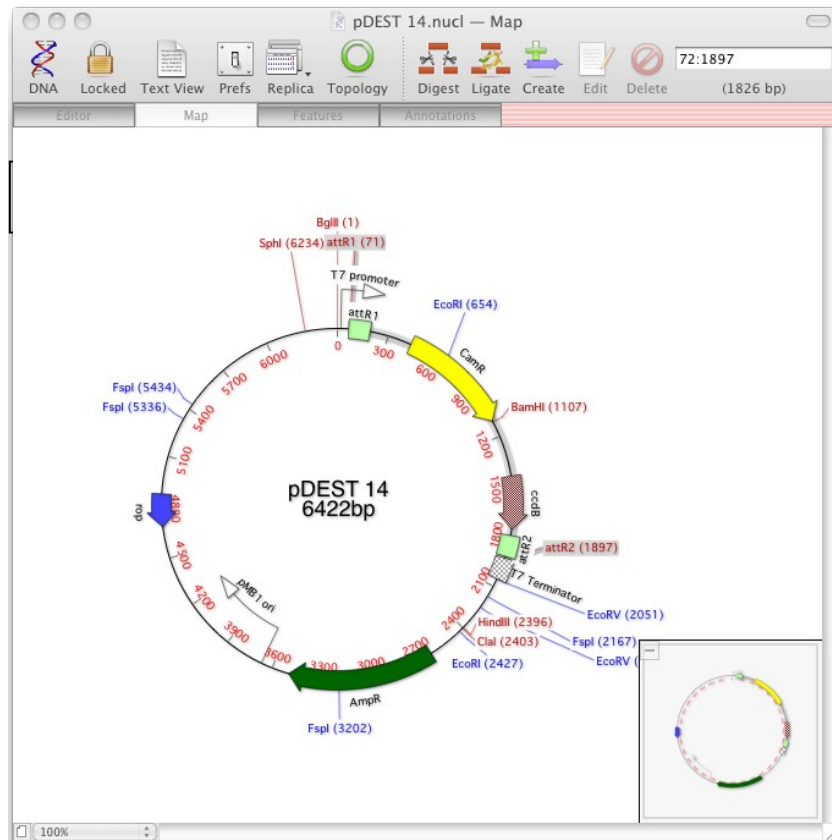 pDEST 14.nucl — Map
DNA Locked Text View Prefs Replica Topology Digest Ligate Create Edit Delete
72:1897
(1826 bp)
Editor Map Features Annotations
BglII (1)
SphI (6234) attR1 (71)
T7 promoter
attR1
EcoRI (654)
CamR
0
300
600
900
1200
1500
1800
2100
2400
2700
3000
3300
3600
3900
4200
4500
4800
5100
5400
5700
6000
FspI (5434)
FspI (5336)
BamHI (1107)
pDEST 14
6422bp
ccdB
rop
attR2
attR2 (1897)
T7 Terminator
pMB1 ori
EcoRV (2051)
HindIII (2396)
FspI (2167)
ClaI (2403)
EcoRI (2427)
EcoRV (
AmpR
FspI (3202)
100%